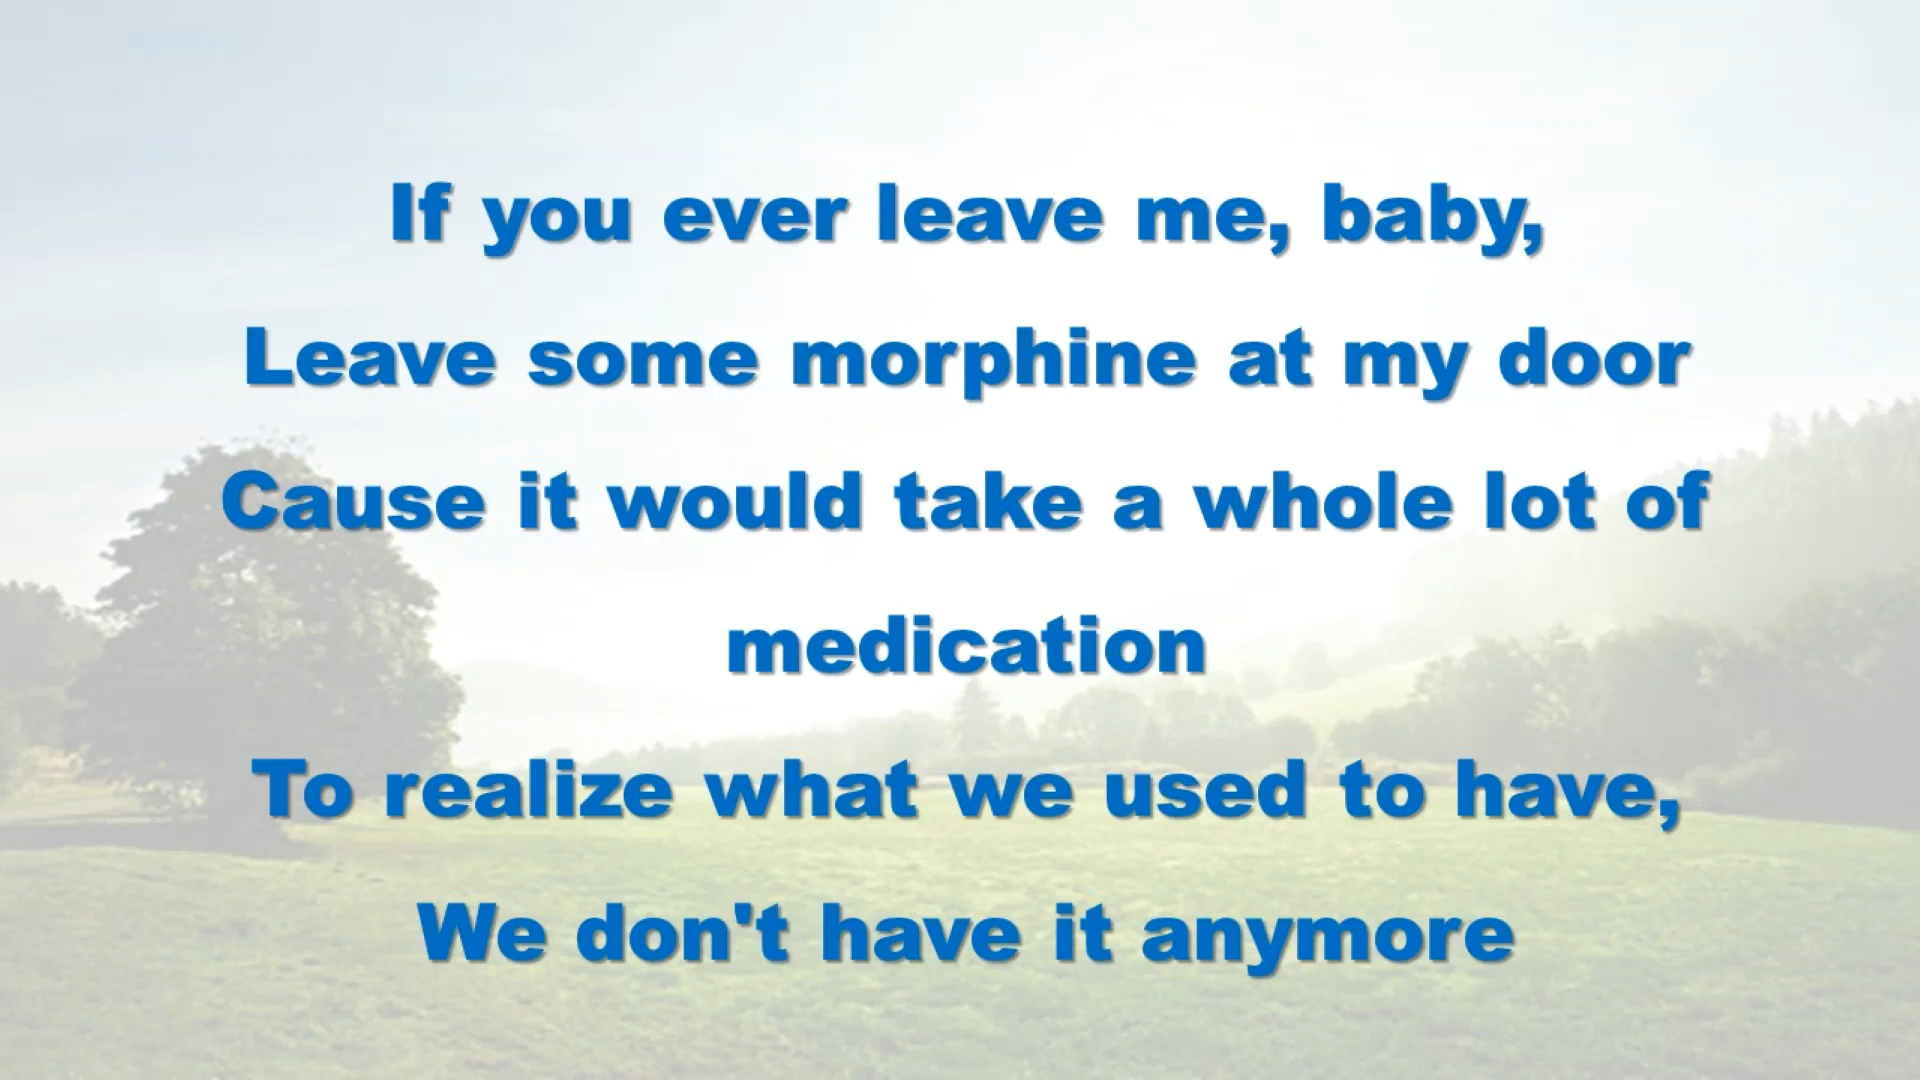 If you ever leave me, baby,
Leave some morphine at my door
Cause it would take a whole lot of
medication
To realize what we used to have,
We don't have it anymore